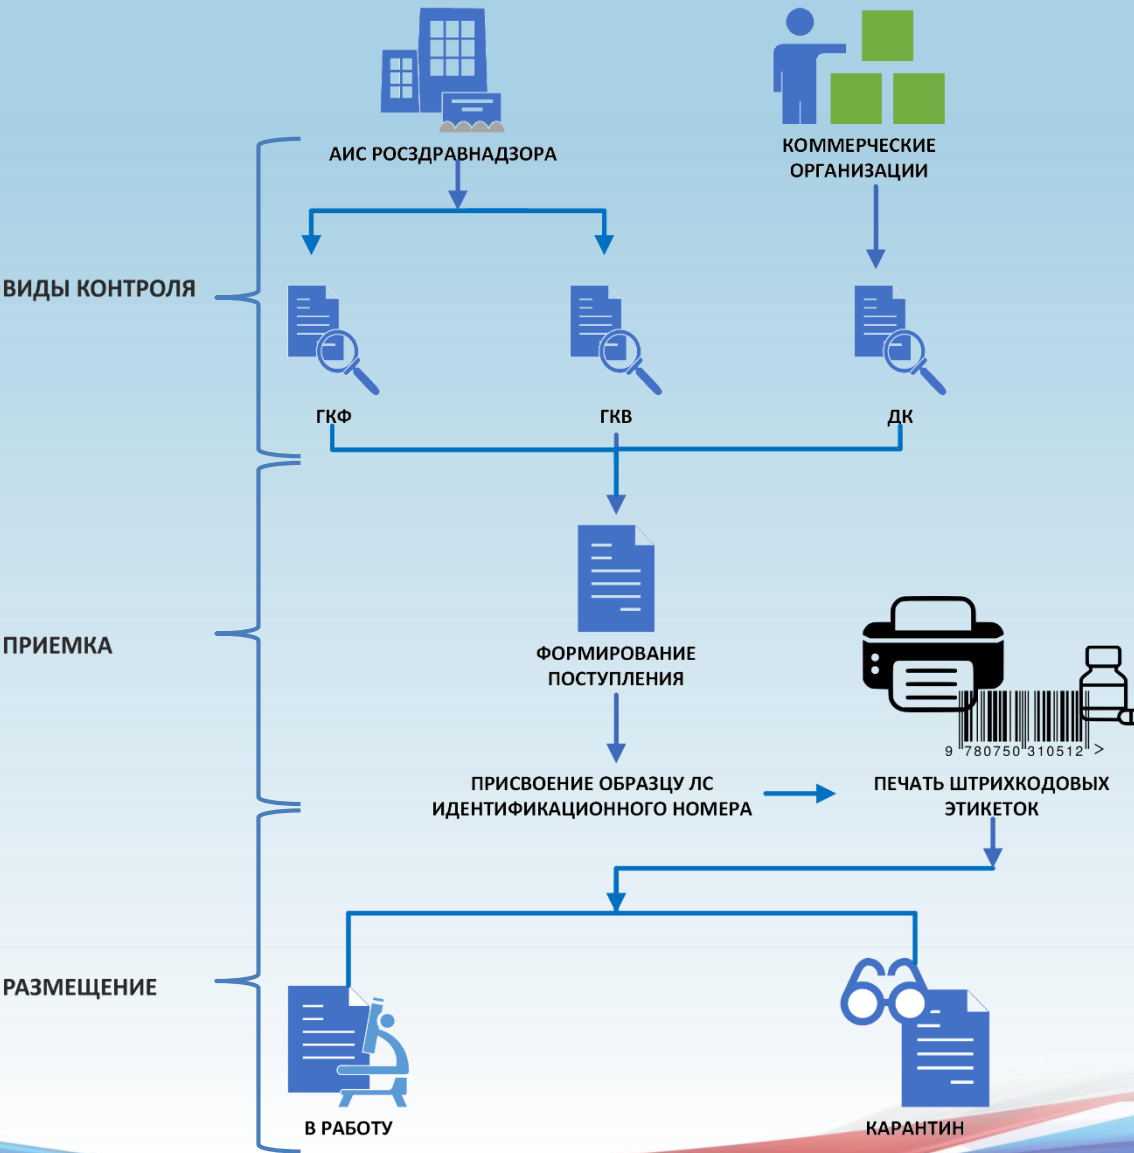 АИС РОСЗДРАВНАДЗОРА
КОММЕРЧЕСКИЕ
ОРГАНИЗАЦИИ
ВИДЫ КОНТРОЛЯ
ГКФ
ГКВ
ДК
ПРИЕМКА
ФОРМИРОВАНИЕ
ПОСТУПЛЕНИЯ
9 780750 310512 >
ПРИСВОЕНИЕ ОБРАЗЦУ ЛС
ИДЕНТИФИКАЦИОННОГО НОМЕРА
ПЕЧАТЬ ШТРИХКОДОВЫХ
ЭТИКЕТОК
РАЗМЕЩЕНИЕ
В РАБОТУ
КАРАНТИН